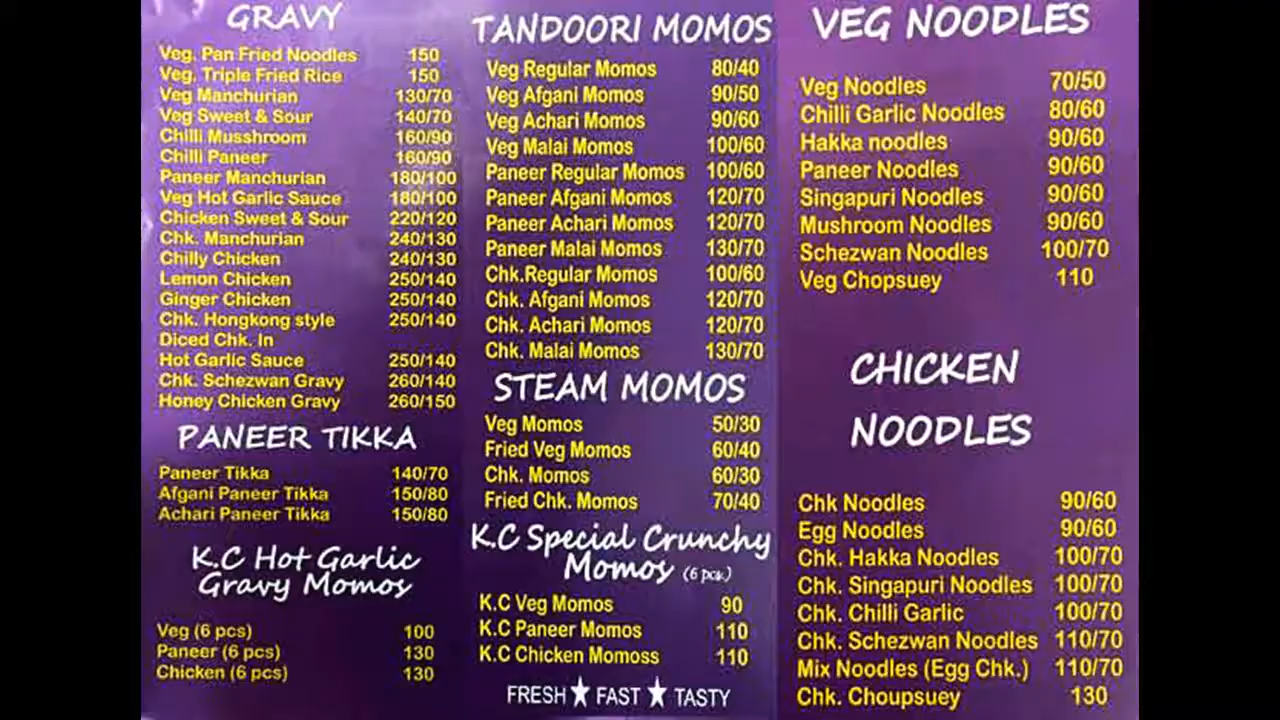 GRAVY
Veg. Pan Fried Noodles 150
Veg. Triple Fried Rice 150
Veg Manchurian 130/70
Veg Sweet & Sour 140/70
Chilli Musshroom 160/90
Chilli Paneer 160/90
Paneer Manchurian 180/100
Veg Hot Garlic Sauce 180/100
Chicken Sweet & Sour 220/120
Chk. Manchurian 240/130
Chilly Chicken 240/130
Lemon Chicken 250/140
Ginger Chicken 250/140
Chk. Hongkong style 250/140
Diced Chk. In
Hot Garlic Sauce 250/140
Chk. Schezwan Gravy 260/140
Honey Chicken Gravy 260/150
PANEER TIKKA
Paneer Tikka 140/70
Afgani Paneer Tikka 150/80
Achari Paneer Tikka 150/80
K.C Hot Garlic
Gravy Momos
Veg (6 pcs) 100
Paneer (6 pcs) 130
Chicken (6 pcs) 130
TANDOORI MOMOS
Veg Regular Momos 80/40
Veg Afgani Momos 90/50
Veg Achari Momos 90/60
Veg Malai Momos 100/60
Paneer Regular Momos 100/60
Paneer Afgani Momos 120/70
Paneer Achari Momos 120/70
Paneer Malai Momos 130/70
Chk.Regular Momos 100/60
Chk. Afgani Momos 120/70
Chk. Achari Momos 120/70
Chk. Malai Momos 130/70
STEAM MOMOS
Veg Momos 50/30
Fried Veg Momos 60/40
Chk. Momos 60/30
Fried Chk. Momos 70/40
K.C Special Crunchy
Momos (6 pcs.)
K.C Veg Momos 90
K.C Paneer Momos 110
K.C Chicken Momoss 110
FRESH ★ FAST ★ TASTY
VEG NOODLES
Veg Noodles 70/50
Chilli Garlic Noodles 80/60
Hakka noodles 90/60
Paneer Noodles 90/60
Singapuri Noodles 90/60
Mushroom Noodles 90/60
Schezwan Noodles 100/70
Veg Chopsuey 110
CHICKEN
NOODLES
Chk Noodles 90/60
Egg Noodles 90/60
Chk. Hakka Noodles 100/70
Chk. Singapuri Noodles 100/70
Chk. Chilli Garlic 100/70
Chk. Schezwan Noodles 110/70
Mix Noodles (Egg Chk.) 110/70
Chk. Choupsuey 130